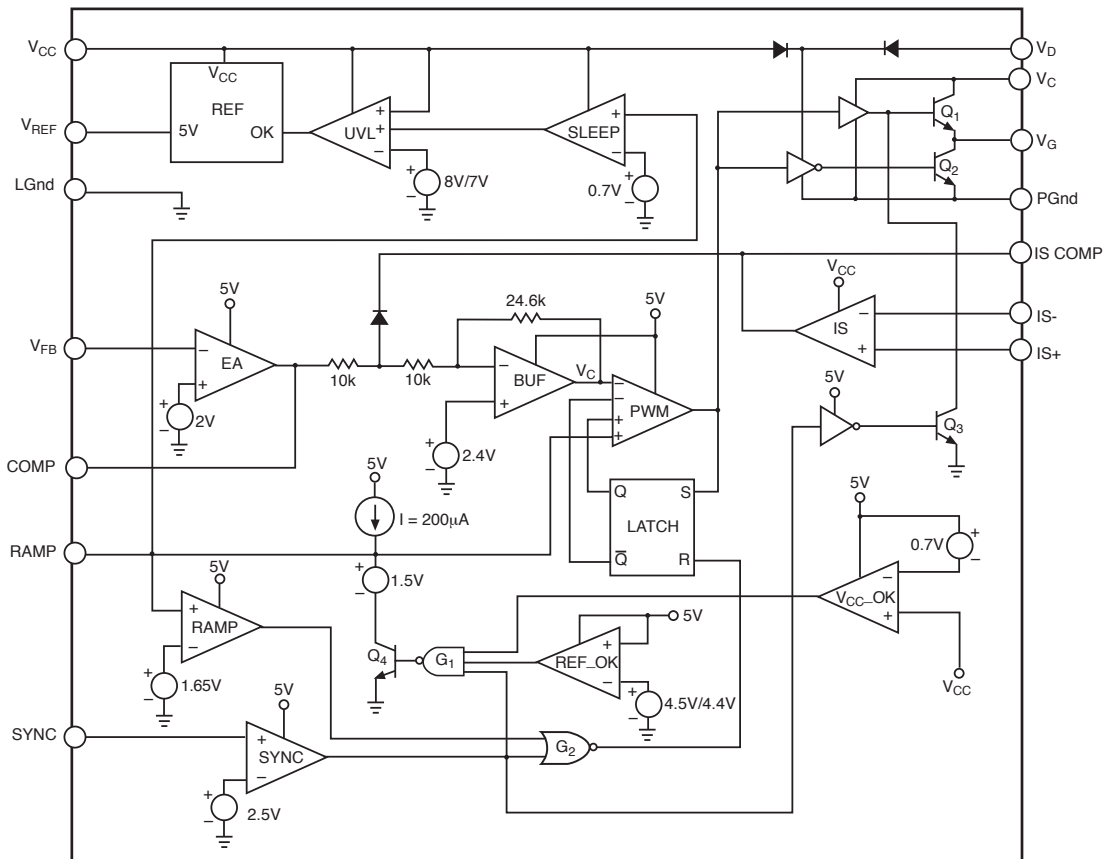 VCC
VREF
LGnd
VFB
COMP
RAMP
SYNC
VD
VC
VG
PGnd
IS COMP
IS-
IS+
VCC
REF
5V
OK
UVL
+
+
−
+
−
8V/7V
SLEEP
+
−
0.7V
+
−
Q1
Q2
5V
−
EA
+
+
−
2V
10k
10k
24.6k
−
BUF
+
VC
+
−
2.4V
5V
−
−
PWM
+
+
VCC
−
IS
+
5V
Q3
5V
I = 200μA
Q
S
LATCH
Q̅
R
+
−
1.5V
5V
+
−
0.7V
−
VCC_OK
+
VCC
5V
+
RAMP
−
+
−
1.65V
Q4
G1
5V
+
REF_OK
−
+
−
4.5V/4.4V
5V
+
SYNC
−
+
−
2.5V
G2